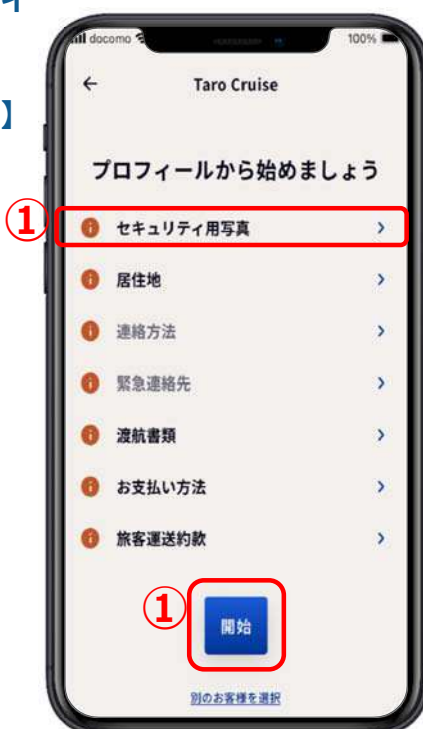 docomo
100%
Taro Cruise
】
プロフィールから始めましょう
①
セキュリティ用写真
居住地
連絡方法
緊急連絡先
渡航書類
お支払い方法
旅客運送約款
①
開始
別のお客様を選択